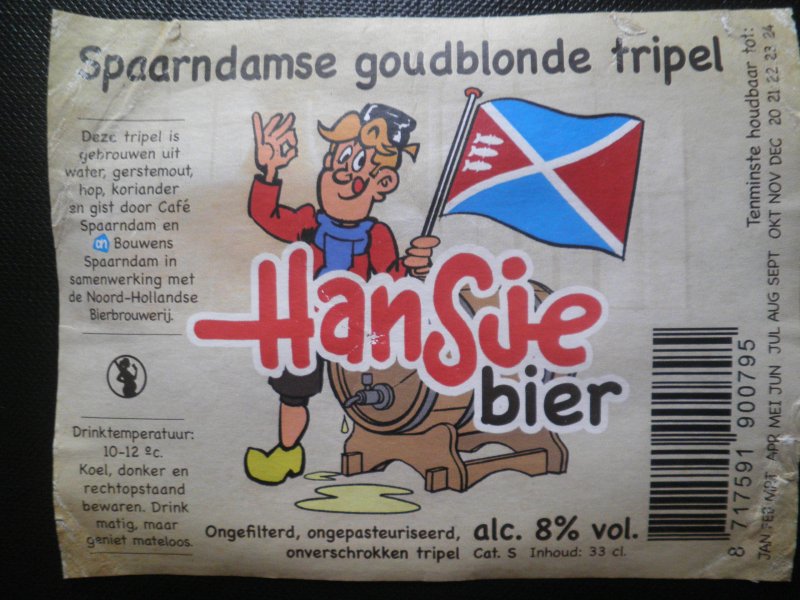 Spaarndamse goudblonde tripel
Deze tripel is
gebrouwen uit
water, gerstemout,
hop, koriander
en gist door Café
Spaarndam en
ah Bouwens
Spaarndam in
samenwerking met
de Noord-Hollandse
Bierbrouwerij.
Drinktemperatuur:
10-12 ºc.
Koel, donker en
rechtopstaand
bewaren. Drink
matig, maar
geniet mateloos.
HanSje
bier
Ongefilterd, ongepasteuriseerd,
onverschrokken tripel
alc. 8% vol.
Cat. S Inhoud: 33 cl.
8 717591 900795
Tenminste houdbaar tot:
JAN FEB MRT APR MEI JUN JUL AUG SEPT OKT NOV DEC 20 21 22 23 24